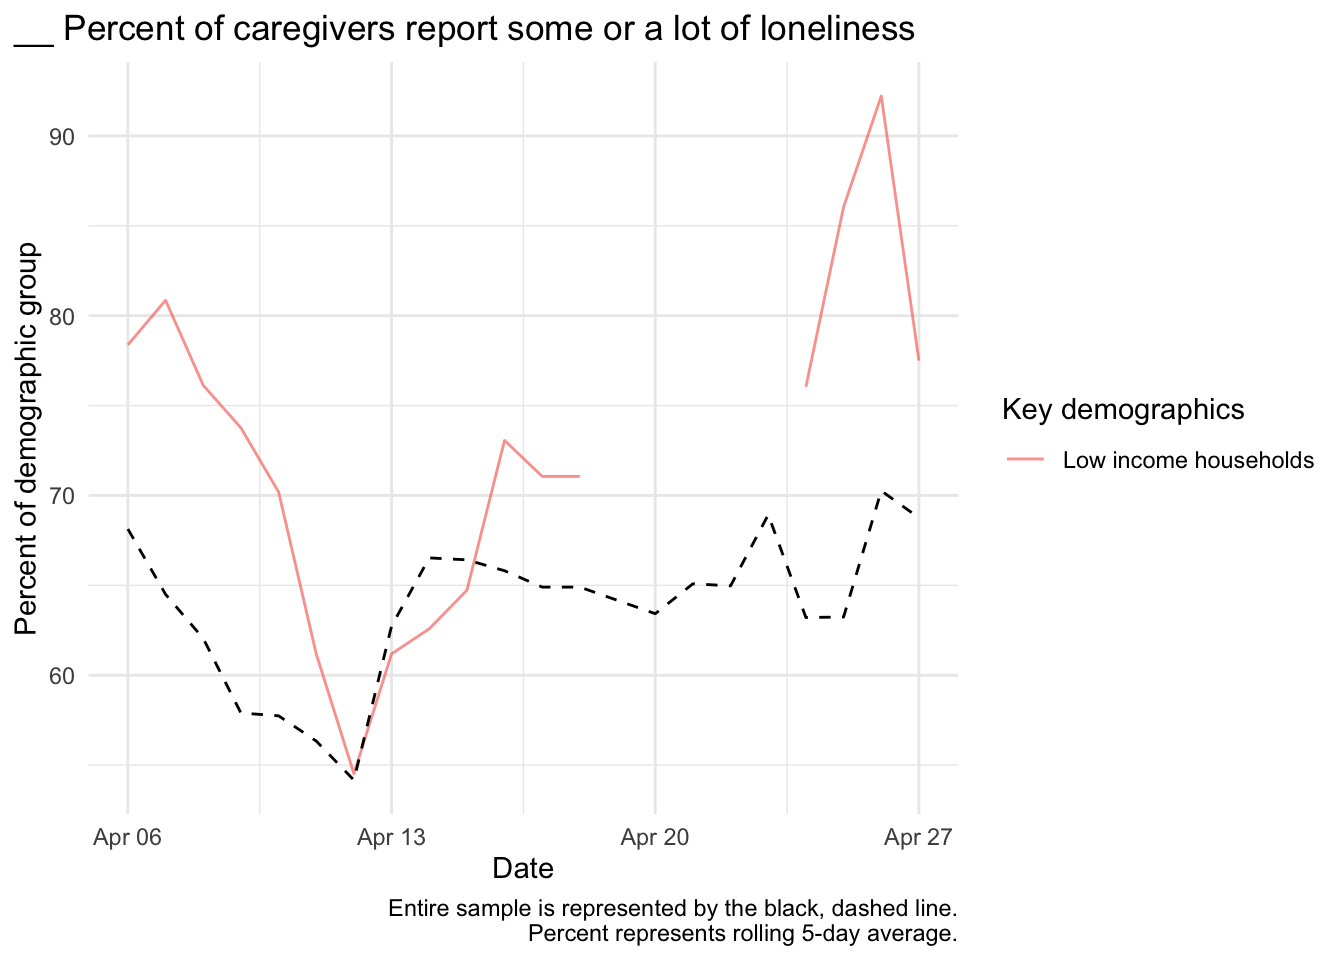 __ Percent of caregivers report some or a lot of loneliness
Percent of demographic group
90
80
70
60
Apr 06
Apr 13
Apr 20
Apr 27
Date
Key demographics
Low income households
Entire sample is represented by the black, dashed line.
Percent represents rolling 5-day average.